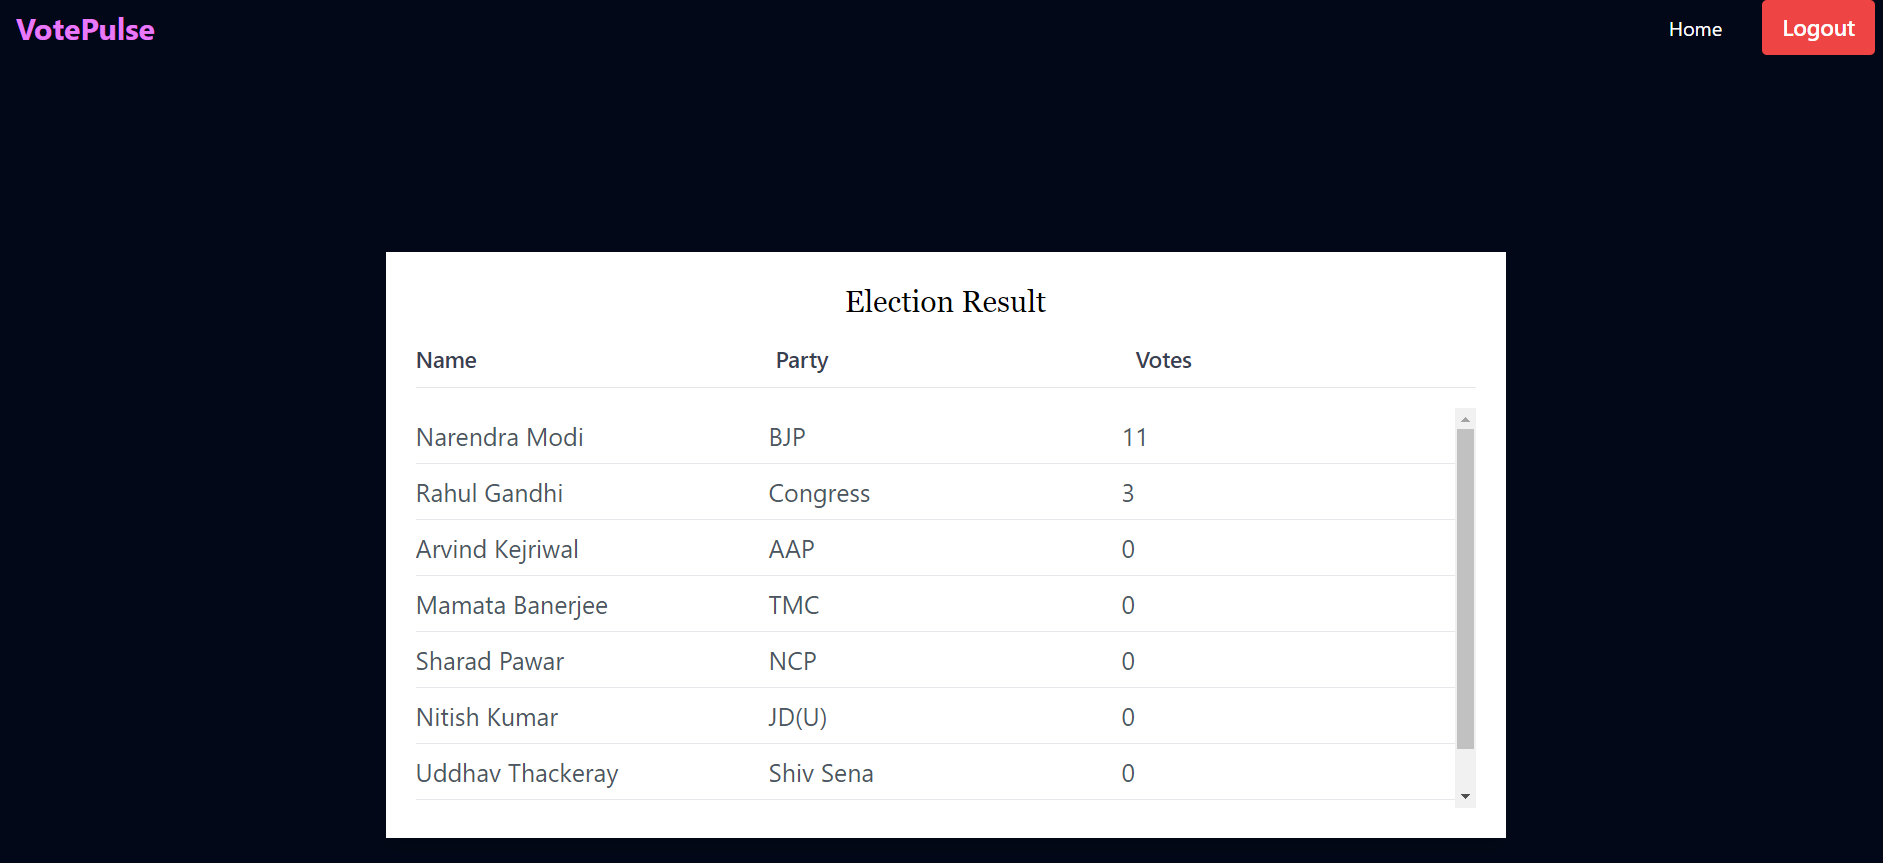 VotePulse Home Logout
Election Result
Name Party Votes
Narendra Modi BJP 11
Rahul Gandhi Congress 3
Arvind Kejriwal AAP 0
Mamata Banerjee TMC 0
Sharad Pawar NCP 0
Nitish Kumar JD(U) 0
Uddhav Thackeray Shiv Sena 0